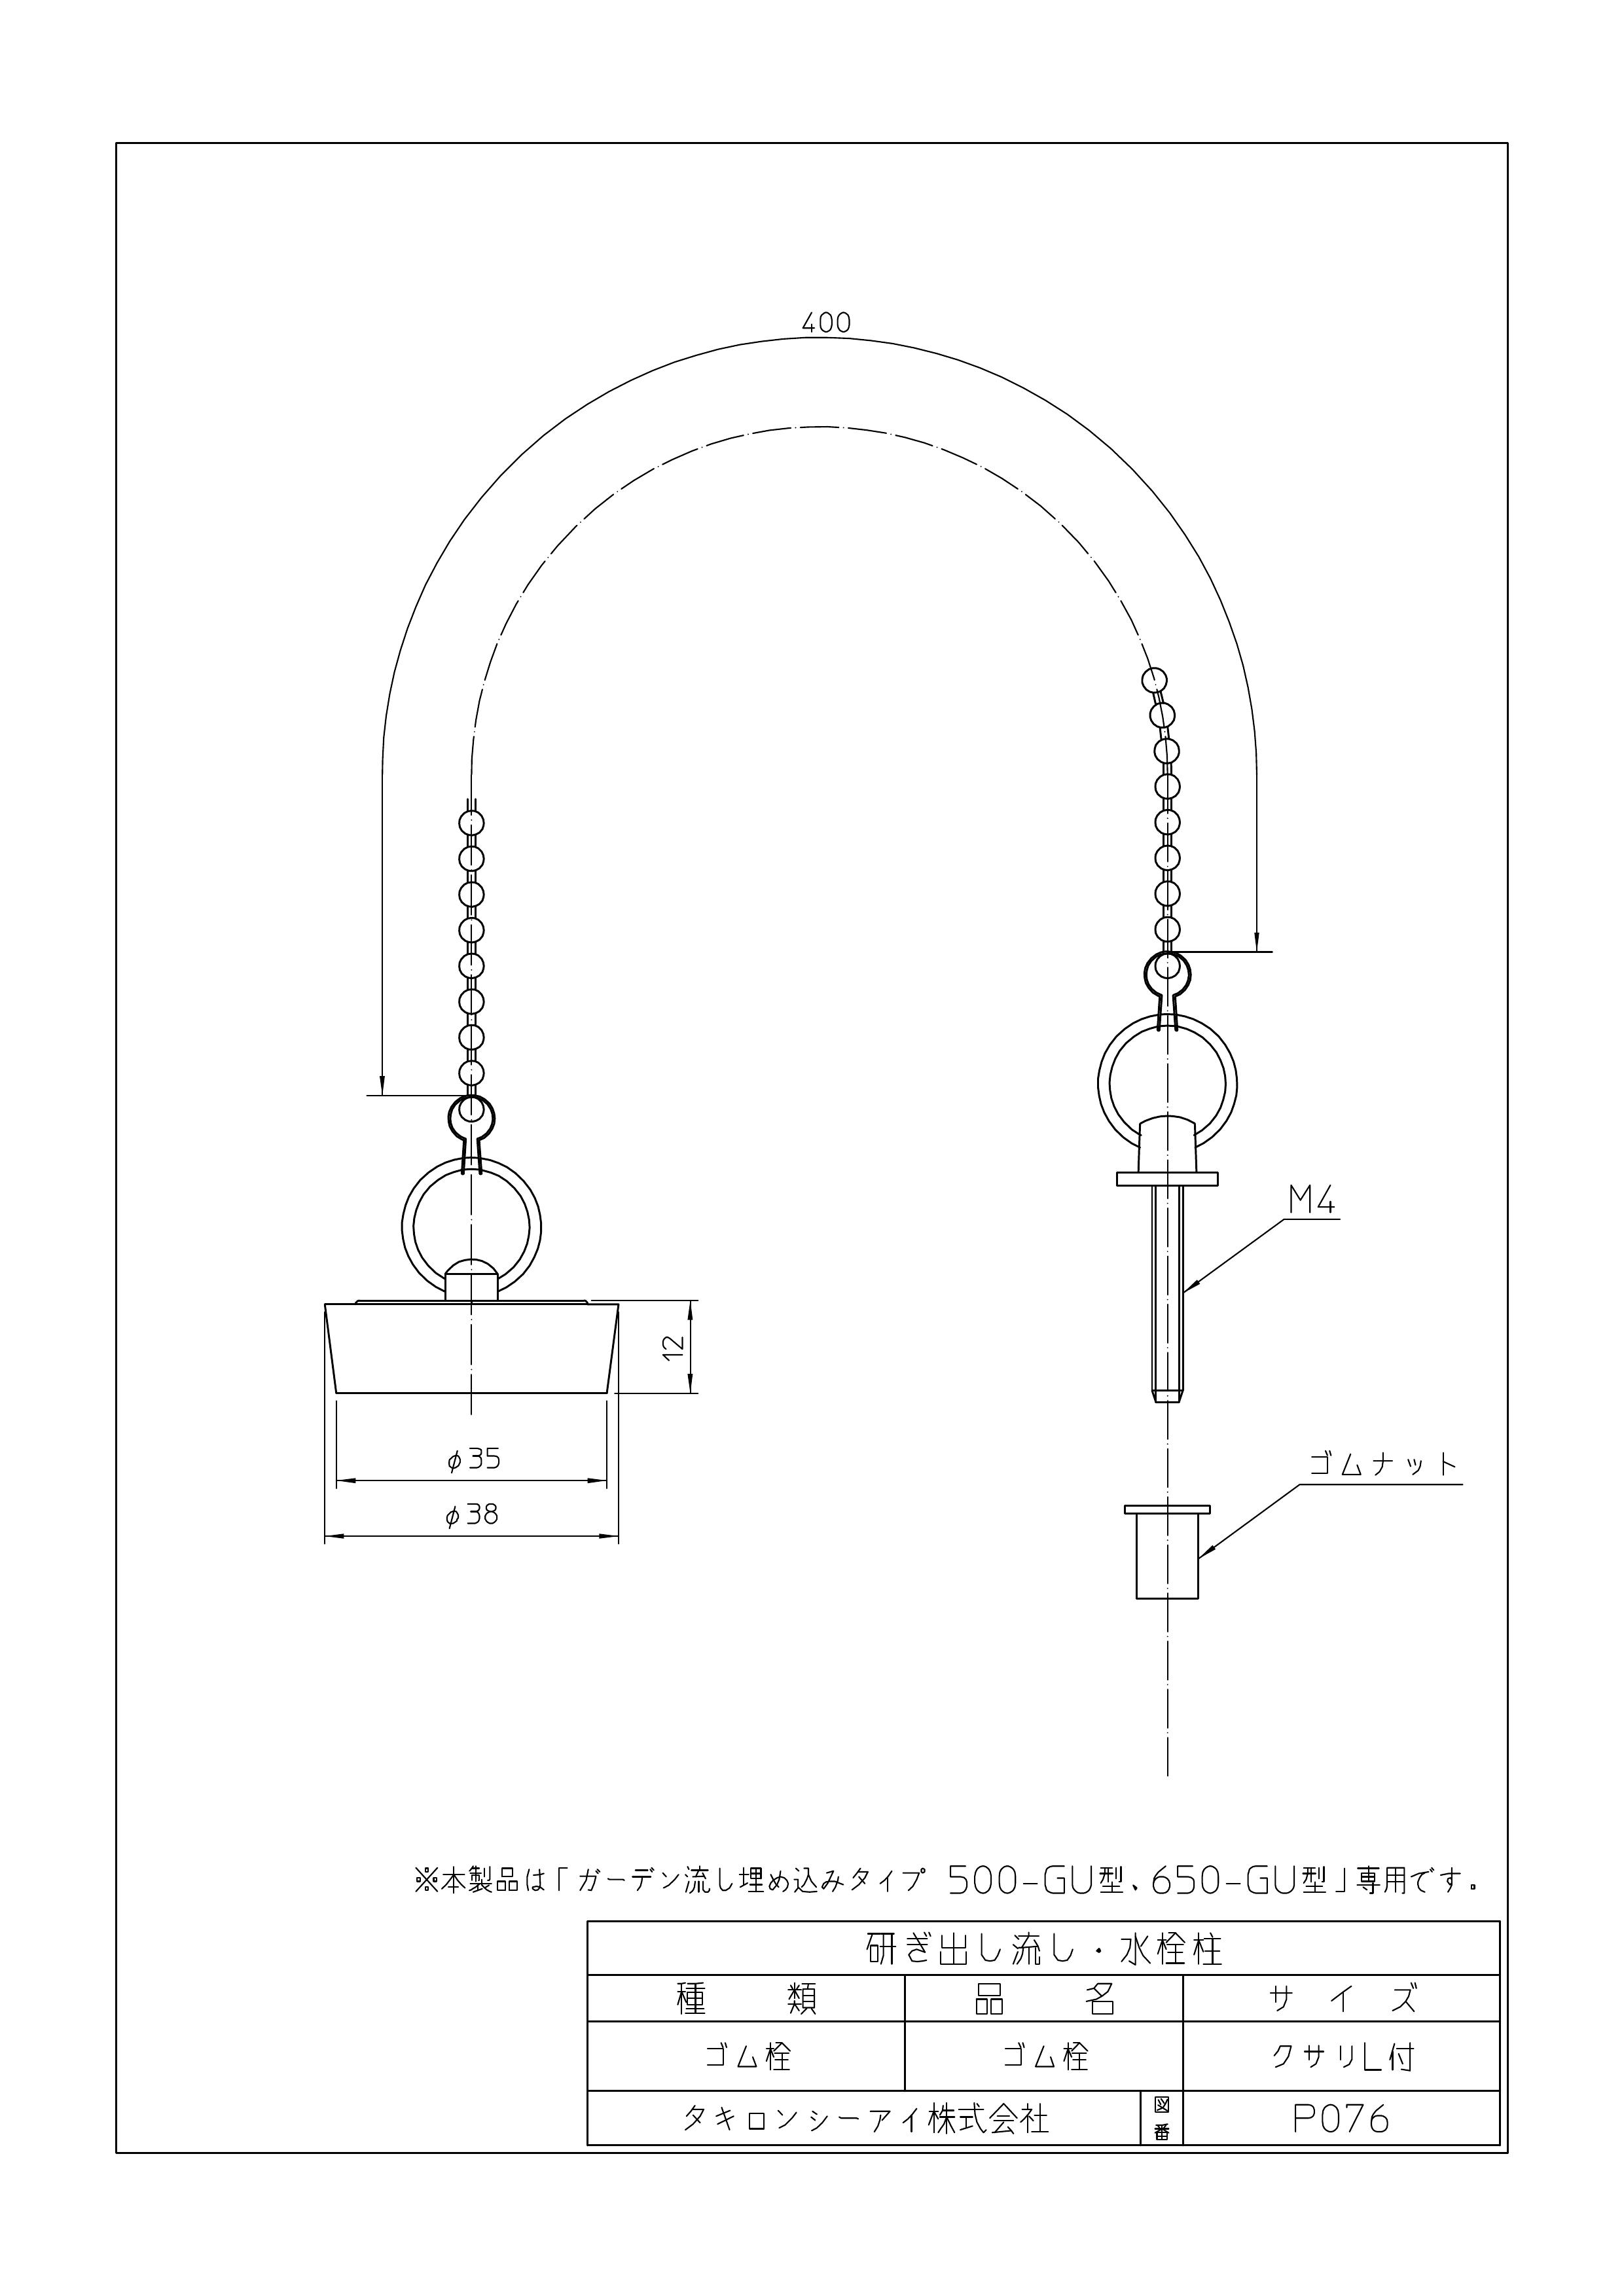 400
M4
12
φ35
φ38
ゴムナット
※本製品は「ガーデン流し埋め込みタイプ 500-GU型、650-GU型」専用です。
研ぎ出し流し・水栓柱
種類 品名 サイズ
ゴム栓 ゴム栓 クサリL付
タキロンシーアイ株式会社 図番 P076